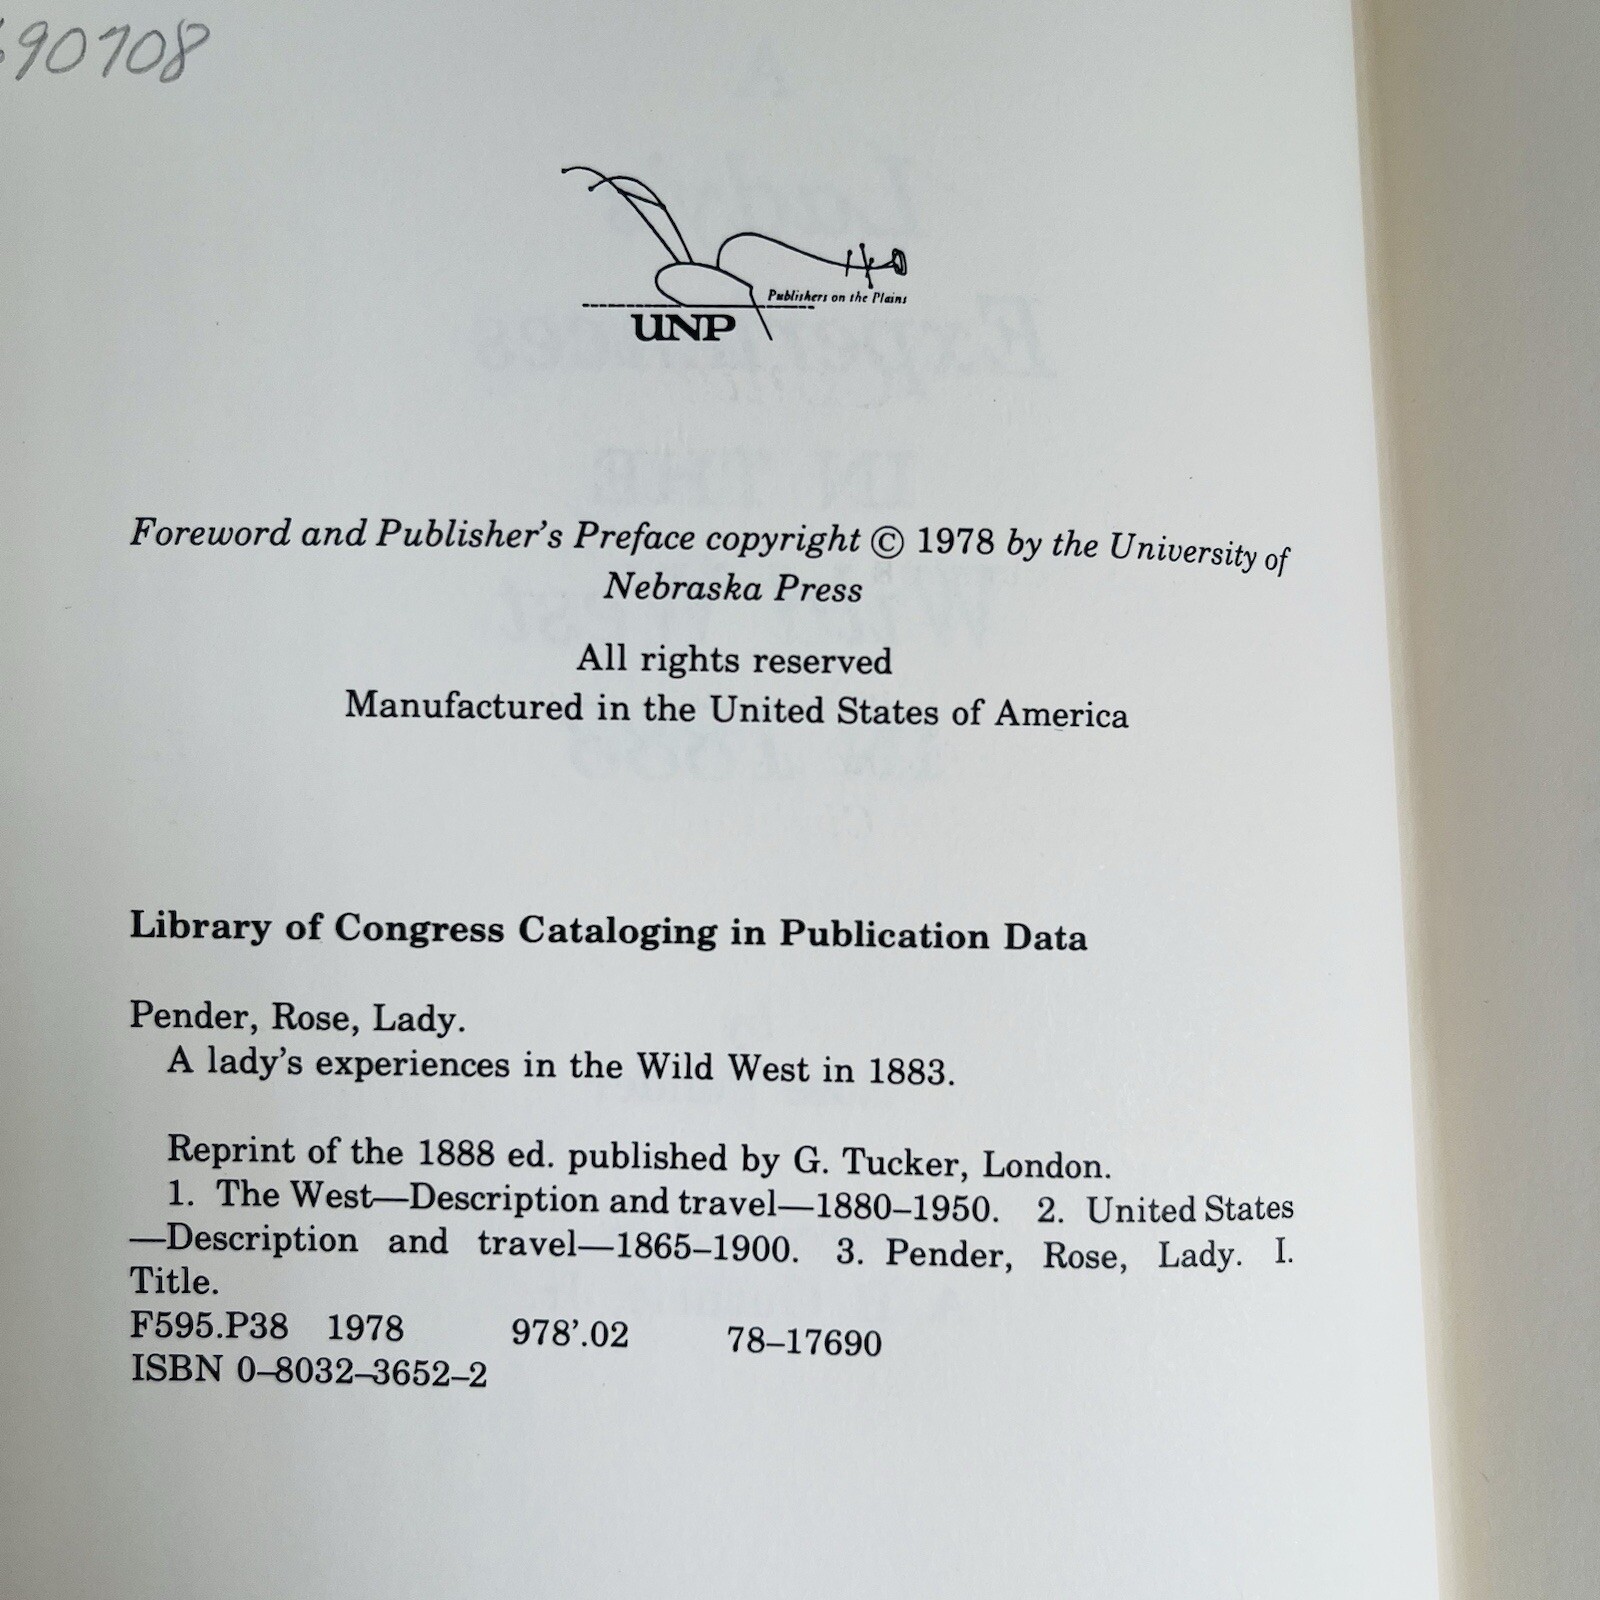 90708
Publishers on the Plains
UNP
Foreword and Publisher's Preface copyright © 1978 by the University of
Nebraska Press
All rights reserved
Manufactured in the United States of America
Library of Congress Cataloging in Publication Data
Pender, Rose, Lady.
A lady's experiences in the Wild West in 1883.
Reprint of the 1888 ed. published by G. Tucker, London.
1. The West—Description and travel—1880–1950. 2. United States
—Description and travel—1865–1900. 3. Pender, Rose, Lady. I.
Title.
F595.P38 1978 978'.02 78–17690
ISBN 0–8032–3652–2